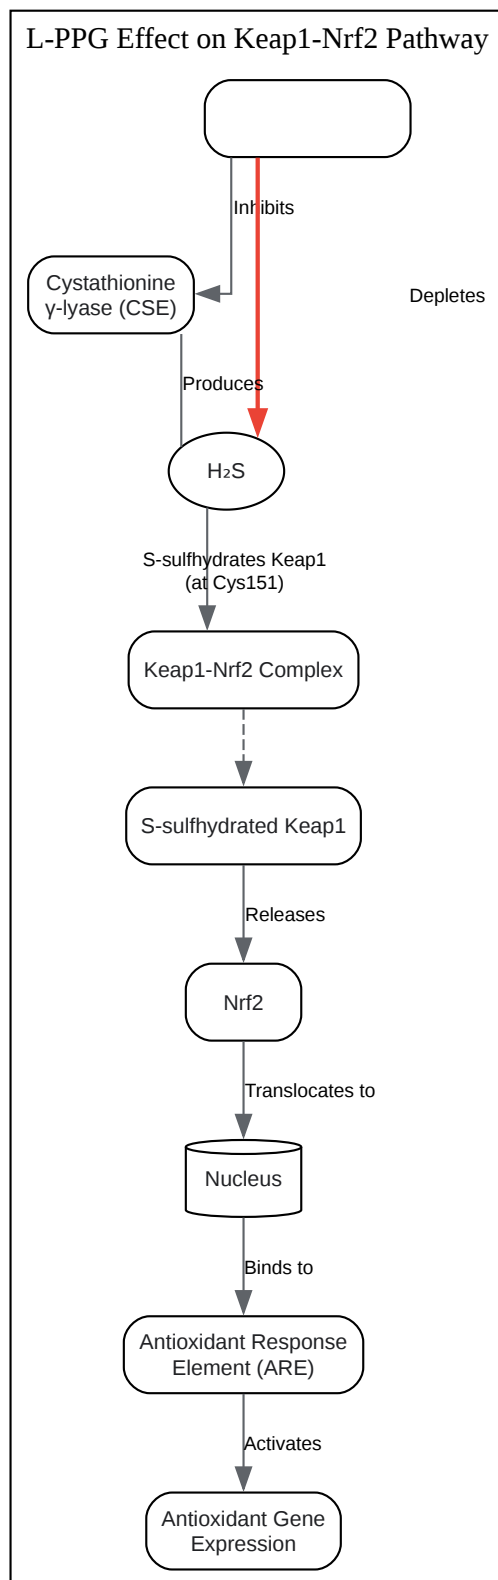 L-PPG Effect on Keap1-Nrf2 Pathway
Inhibits
Cystathionine
γ-lyase (CSE)
Depletes
Produces
H₂S
S-sulfhydrates Keap1
(at Cys151)
Keap1-Nrf2 Complex
S-sulfhydrated Keap1
Releases
Nrf2
Translocates to
Nucleus
Binds to
Antioxidant Response
Element (ARE)
Activates
Antioxidant Gene
Expression